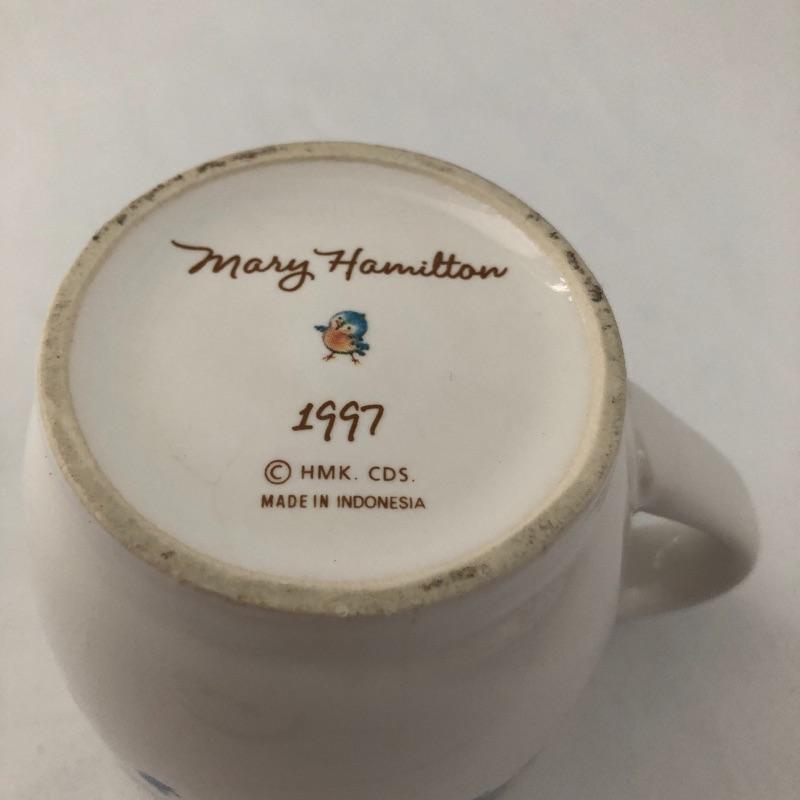 Mary Hamilton
1997
© HMK. CDS.
MADE IN INDONESIA